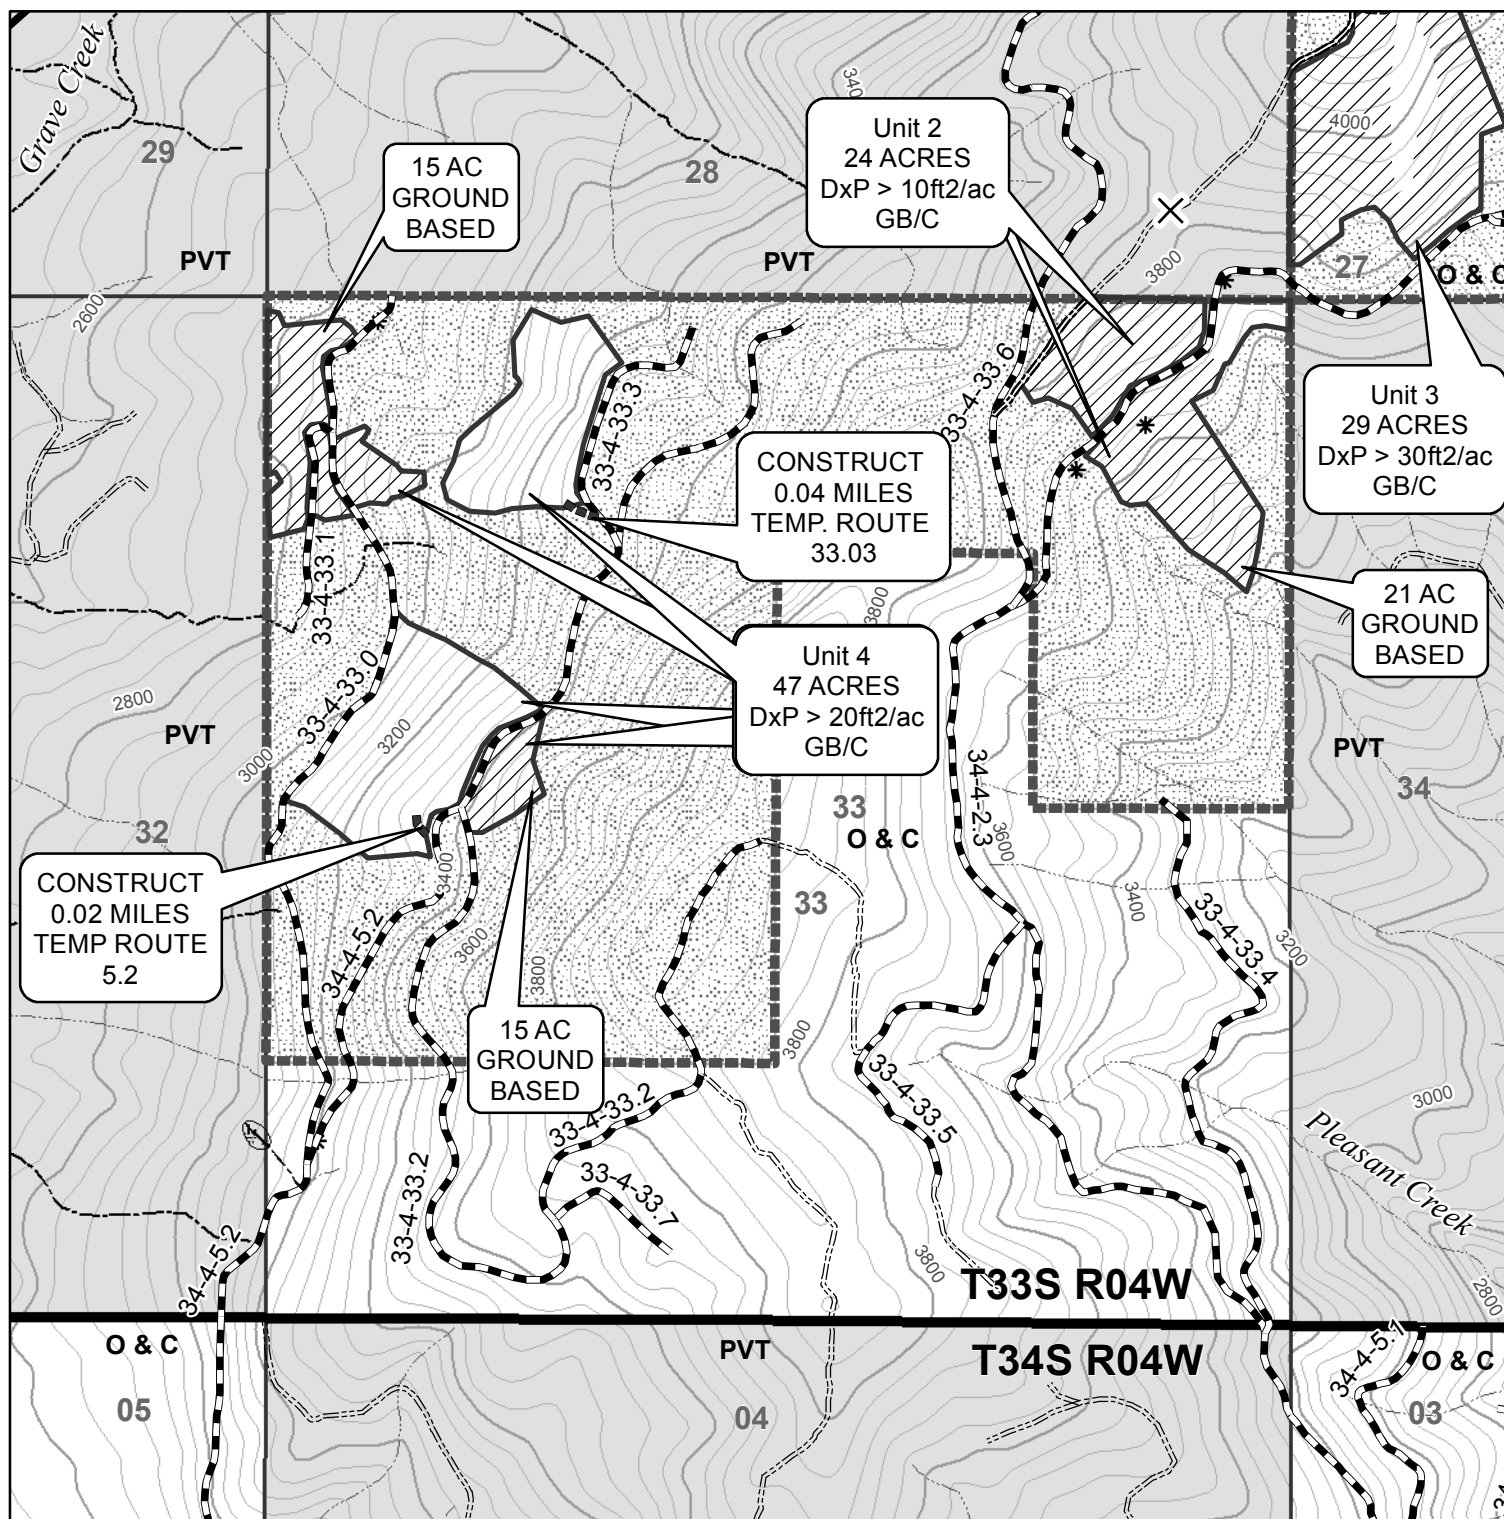 Grave Creek
29
28
3400
4000
Unit 2
24 ACRES
DxP > 10ft2/ac
GB/C
15 AC
GROUND
BASED
PVT
PVT
3800
27
O & C
2600
33-4-33.6
33-4-33.3
Unit 3
29 ACRES
DxP > 30ft2/ac
GB/C
CONSTRUCT
0.04 MILES
TEMP. ROUTE
33.03
33-4-33.1
3800
21 AC
GROUND
BASED
Unit 4
47 ACRES
DxP > 20ft2/ac
GB/C
33-4-33.0
2800
PVT
3200
3000
PVT
34
34-4-2.3
33
O & C
3600
32
CONSTRUCT
0.02 MILES
TEMP ROUTE
5.2
3400
34-4-5.2
3600
3800
33
3400
33-4-33.4
3200
15 AC
GROUND
BASED
3800
33-4-33.2
33-4-33.5
3000
Pleasant Creek
33-4-33.2
33-4-33.7
34-4-5.2
3800
T33S R04W
2800
O & C
PVT
T34S R04W
34-4-5.1
O & C
05
04
03
34